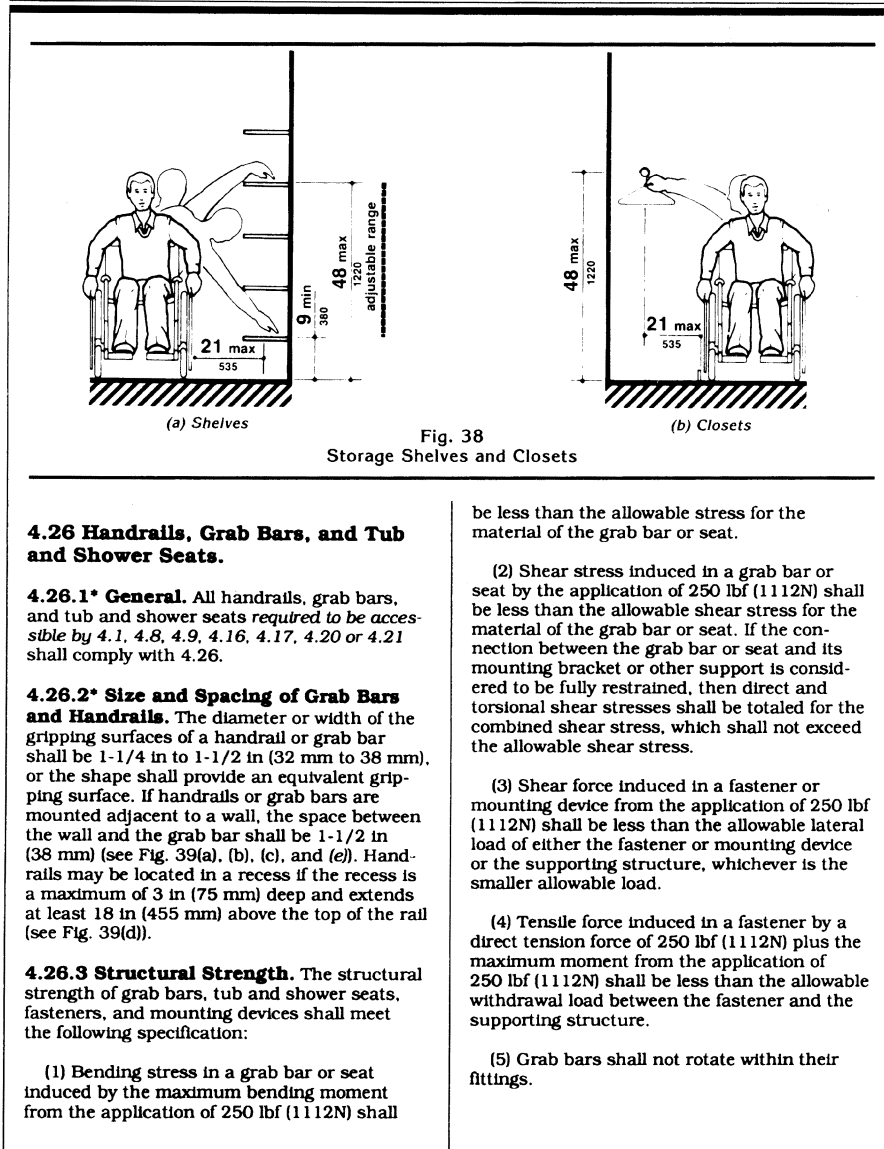 48 max
1220
adjustable range
9 min
380
21 max
535
(a) Shelves
48 max
1220
21 max
535
(b) Closets
Fig. 38
Storage Shelves and Closets
4.26 Handrails, Grab Bars, and Tub
and Shower Seats.
4.26.1* General. All handrails, grab bars,
and tub and shower seats required to be acces-
sible by 4.1, 4.8, 4.9, 4.16, 4.17, 4.20 or 4.21
shall comply with 4.26.
4.26.2* Size and Spacing of Grab Bars
and Handrails. The diameter or width of the
gripping surfaces of a handrail or grab bar
shall be 1-1/4 in to 1-1/2 in (32 mm to 38 mm),
or the shape shall provide an equivalent grip-
ping surface. If handrails or grab bars are
mounted adjacent to a wall, the space between
the wall and the grab bar shall be 1-1/2 in
(38 mm) (see Fig. 39(a), (b), (c), and (e)). Hand-
rails may be located in a recess if the recess is
a maximum of 3 in (75 mm) deep and extends
at least 18 in (455 mm) above the top of the rail
(see Fig. 39(d)).
4.26.3 Structural Strength. The structural
strength of grab bars, tub and shower seats,
fasteners, and mounting devices shall meet
the following specification:
(1) Bending stress in a grab bar or seat
induced by the maximum bending moment
from the application of 250 lbf (1112N) shall
be less than the allowable stress for the
material of the grab bar or seat.
(2) Shear stress induced in a grab bar or
seat by the application of 250 lbf (1112N) shall
be less than the allowable shear stress for the
material of the grab bar or seat. If the con-
nection between the grab bar or seat and its
mounting bracket or other support is consid-
ered to be fully restrained, then direct and
torsional shear stresses shall be totaled for the
combined shear stress, which shall not exceed
the allowable shear stress.
(3) Shear force induced in a fastener or
mounting device from the application of 250 lbf
(1112N) shall be less than the allowable lateral
load of either the fastener or mounting device
or the supporting structure, whichever is the
smaller allowable load.
(4) Tensile force induced in a fastener by a
direct tension force of 250 lbf (1112N) plus the
maximum moment from the application of
250 lbf (1112N) shall be less than the allowable
withdrawal load between the fastener and the
supporting structure.
(5) Grab bars shall not rotate within their
fittings.